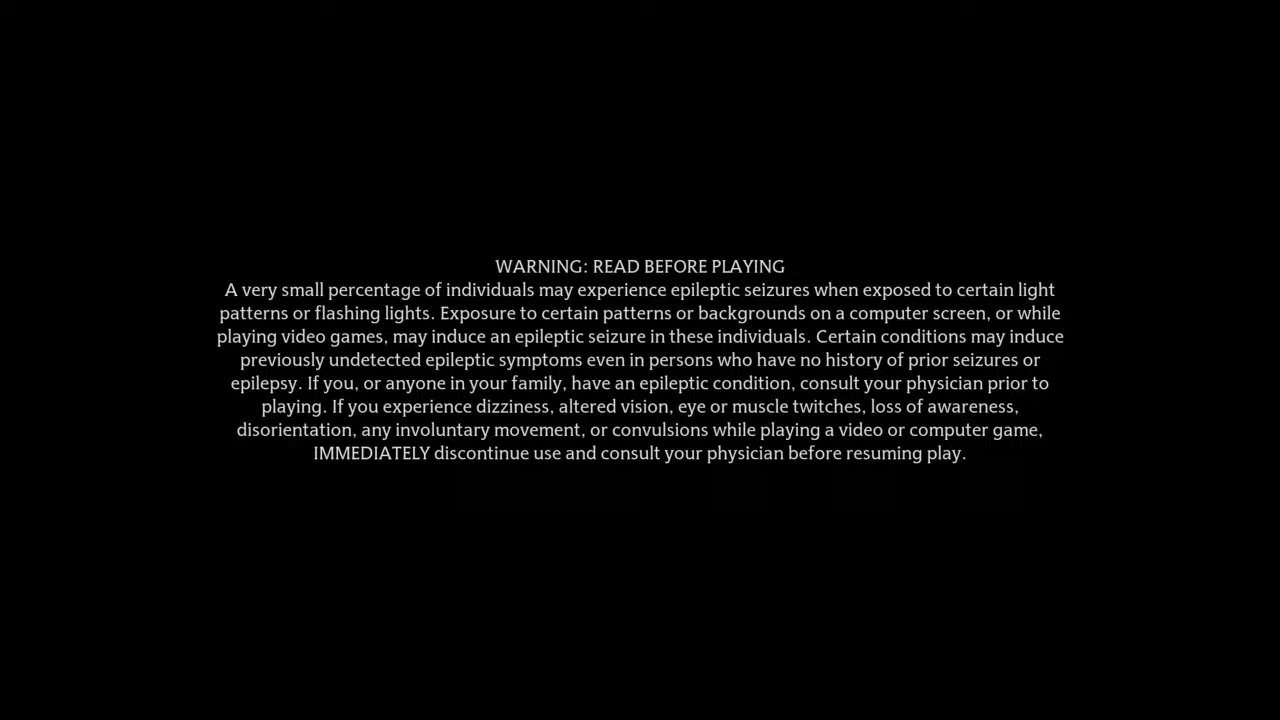 WARNING: READ BEFORE PLAYING
A very small percentage of individuals may experience epileptic seizures when exposed to certain light
patterns or flashing lights. Exposure to certain patterns or backgrounds on a computer screen, or while
playing video games, may induce an epileptic seizure in these individuals. Certain conditions may induce
previously undetected epileptic symptoms even in persons who have no history of prior seizures or
epilepsy. If you, or anyone in your family, have an epileptic condition, consult your physician prior to
playing. If you experience dizziness, altered vision, eye or muscle twitches, loss of awareness,
disorientation, any involuntary movement, or convulsions while playing a video or computer game,
IMMEDIATELY discontinue use and consult your physician before resuming play.